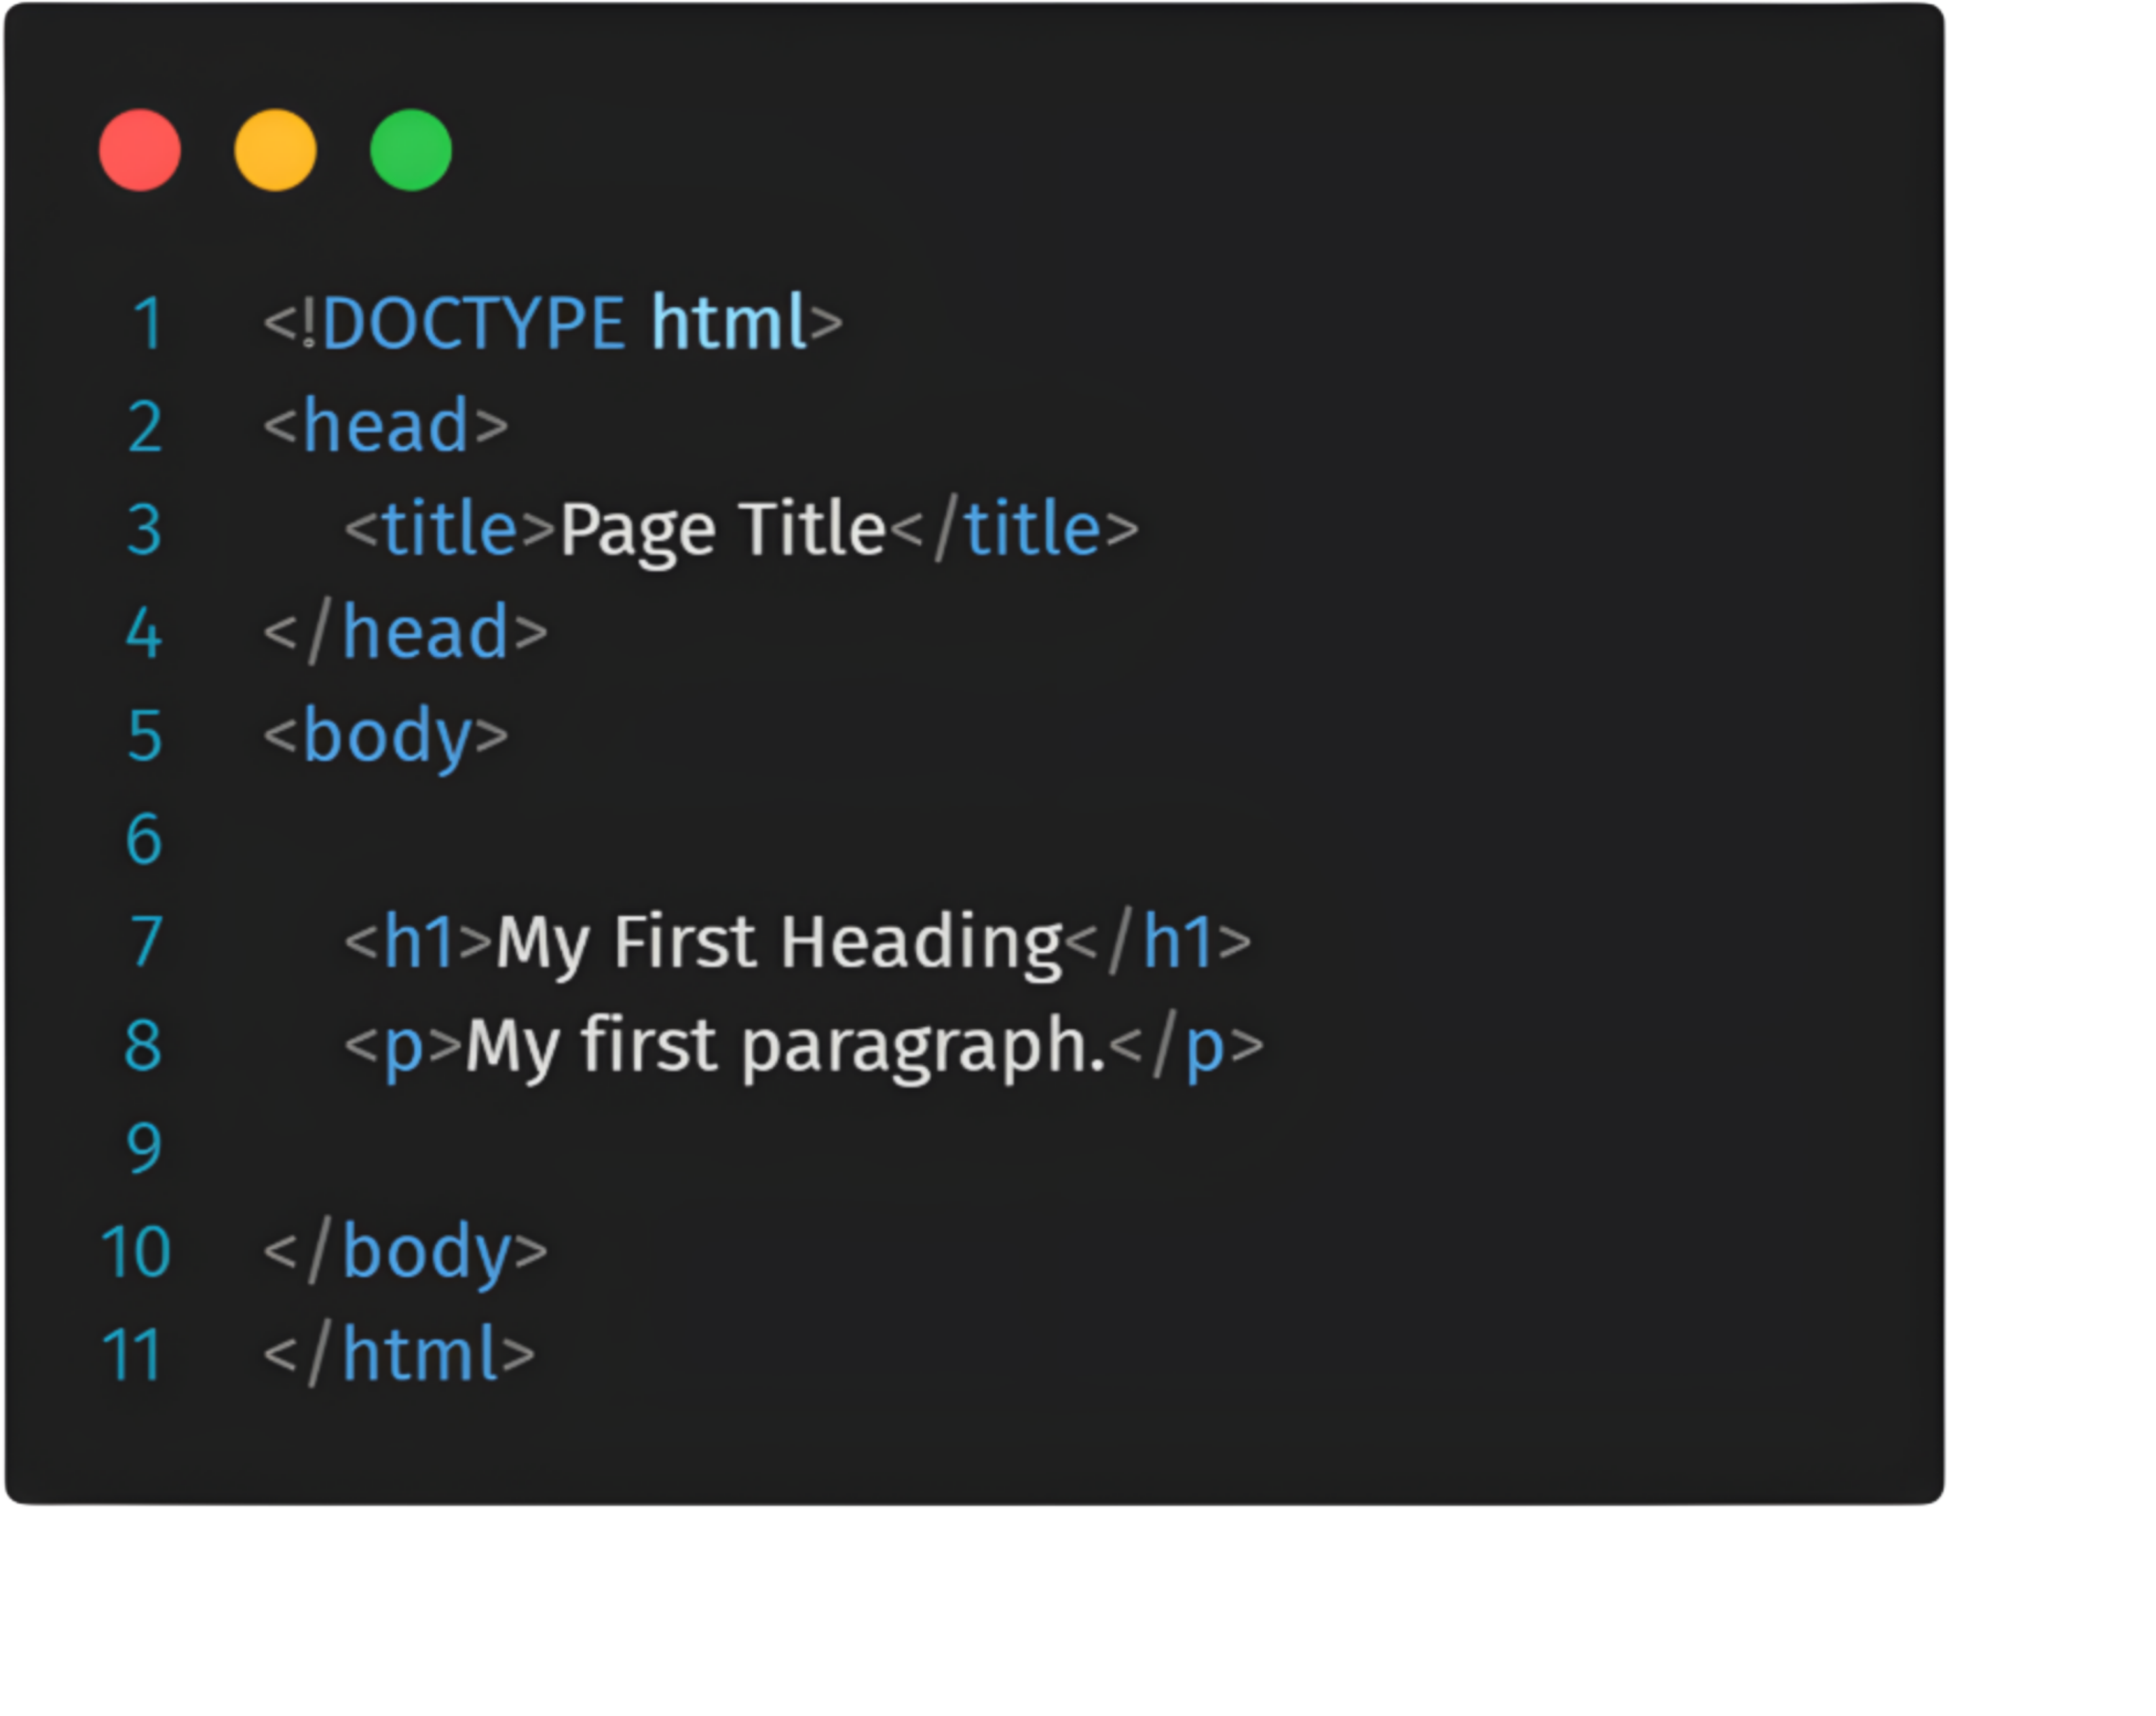 1 <!DOCTYPE html>
2 <head>
3 <title>Page Title</title>
4 </head>
5 <body>
6
7 <h1>My First Heading</h1>
8 <p>My first paragraph.</p>
9
10 </body>
11 </html>